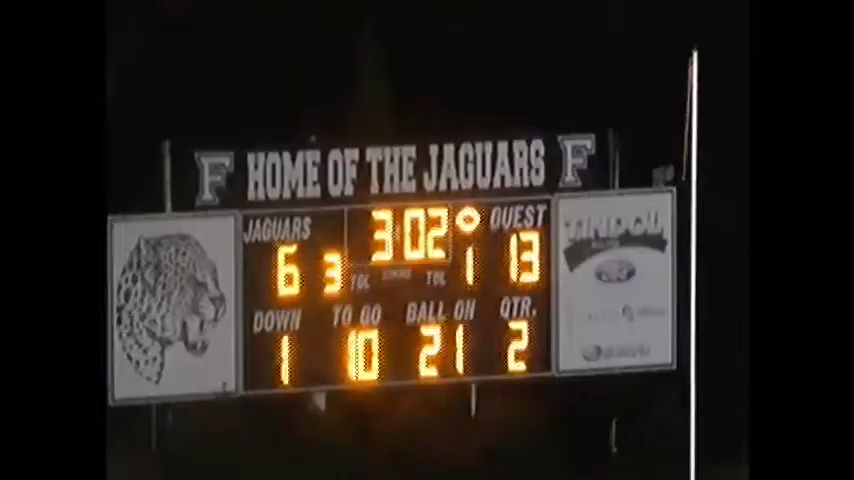 F HOME OF THE JAGUARS F
JAGUARS 3:02 GUEST
6 3 TOL TOL 1 13
DOWN TO GO BALL ON QTR.
1 10 21 2
TINDOL
Ford